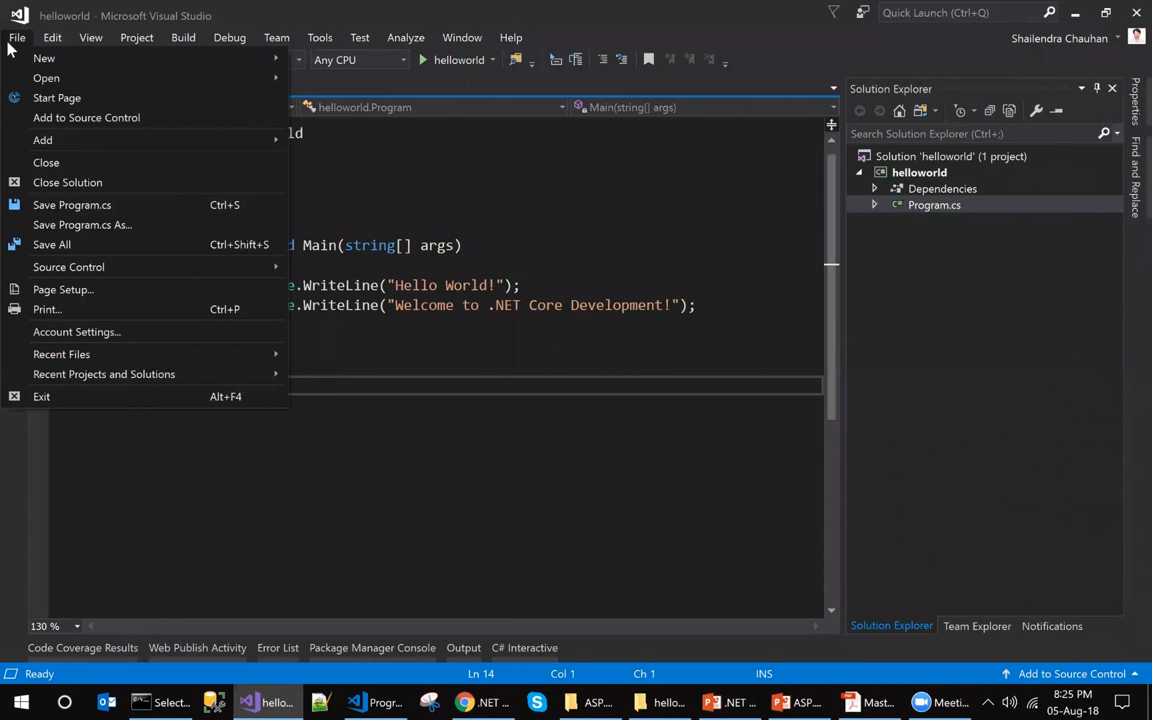 helloworld - Microsoft Visual Studio
Quick Launch (Ctrl+Q)
File Edit View Project Build Debug Team Tools Test Analyze Window Help
Shailendra Chauhan
Any CPU
helloworld
New
Open
Start Page
Add to Source Control
Add
Close
Close Solution
Save Program.cs Ctrl+S
Save Program.cs As...
Save All Ctrl+Shift+S
Source Control
Page Setup...
Print... Ctrl+P
Account Settings...
Recent Files
Recent Projects and Solutions
Exit Alt+F4
helloworld.Program
Main(string[] args)
ld
d Main(string[] args)
e.WriteLine("Hello World!");
e.WriteLine("Welcome to .NET Core Development!");
130 %
Solution Explorer
Search Solution Explorer (Ctrl+;)
Solution 'helloworld' (1 project)
helloworld
Dependencies
Program.cs
Properties
Find and Replace
Solution Explorer Team Explorer Notifications
Code Coverage Results Web Publish Activity Error List Package Manager Console Output C# Interactive
Ready Ln 14 Col 1 Ch 1 INS Add to Source Control
Select... hello... Progr... .NET ... ASP.... hello... .NET ... ASP.... Mast... Meeti...
8:25 PM
05-Aug-18